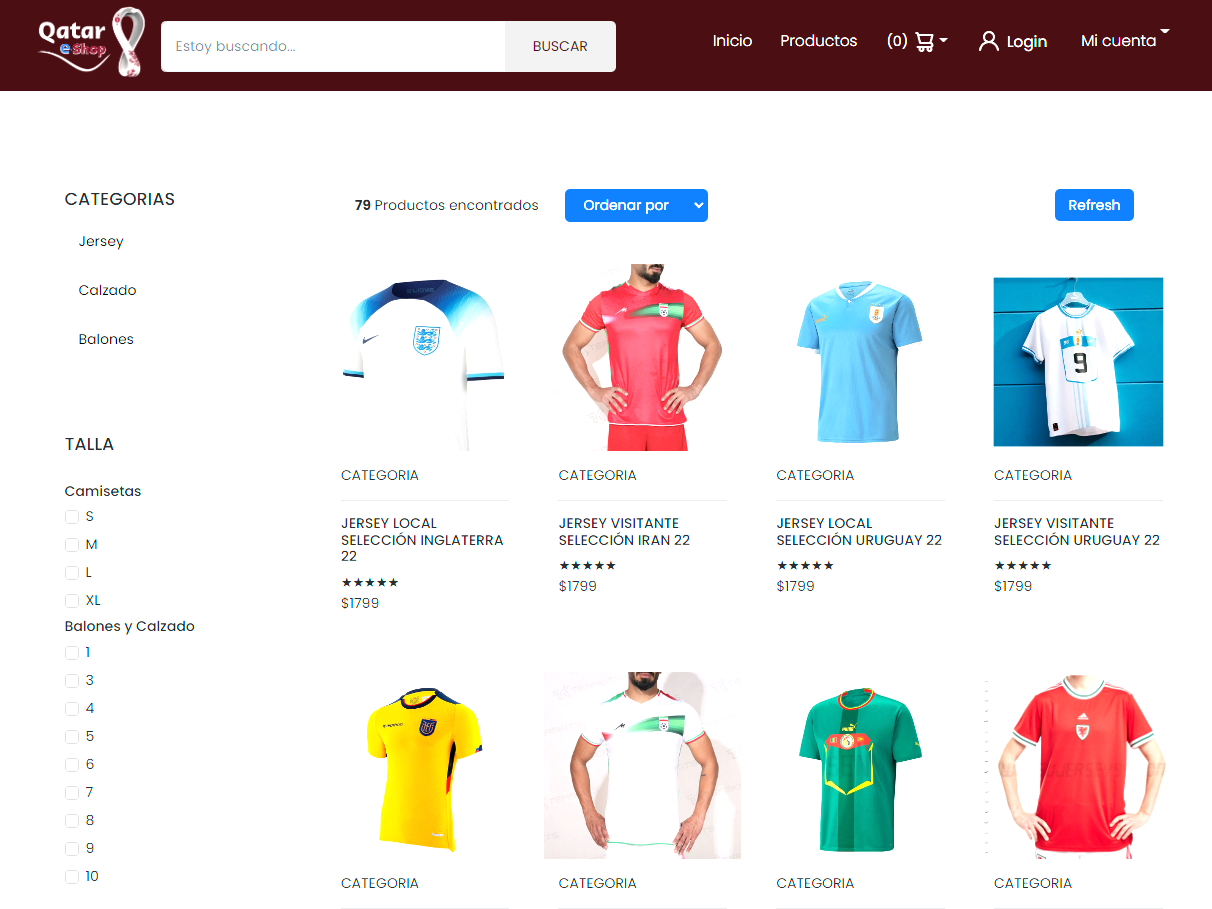 Qatar
eShop
Estoy buscando...
BUSCAR
Inicio
Productos
(0)
Login
Mi cuenta
CATEGORIAS
Jersey
Calzado
Balones
TALLA
Camisetas
S
M
L
XL
Balones y Calzado
1
3
4
5
6
7
8
9
10
79 Productos encontrados
Ordenar por
Refresh
CATEGORIA
JERSEY LOCAL
SELECCIÓN INGLATERRA
22
★★★★★
$1799
CATEGORIA
JERSEY VISITANTE
SELECCIÓN IRAN 22
★★★★★
$1799
CATEGORIA
JERSEY LOCAL
SELECCIÓN URUGUAY 22
★★★★★
$1799
9
CATEGORIA
JERSEY VISITANTE
SELECCIÓN URUGUAY 22
★★★★★
$1799
CATEGORIA
CATEGORIA
CATEGORIA
CATEGORIA